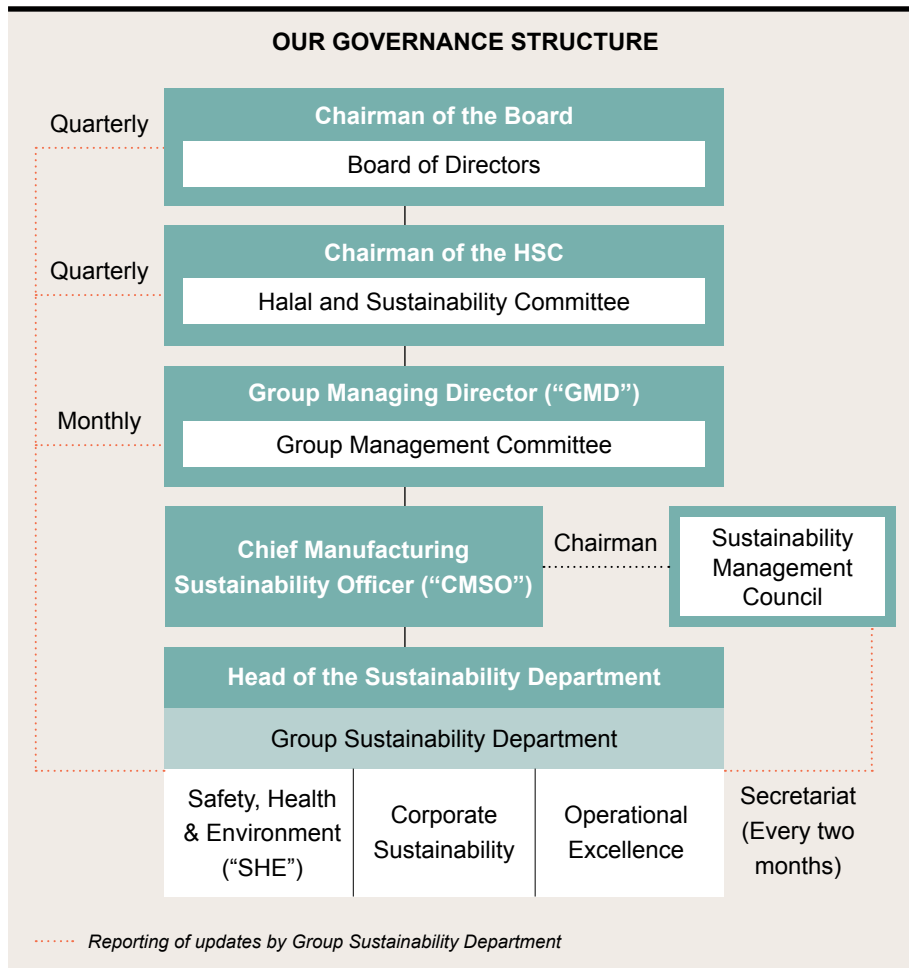 OUR GOVERNANCE STRUCTURE
Quarterly
Chairman of the Board
Board of Directors
Quarterly
Chairman of the HSC
Halal and Sustainability Committee
Monthly
Group Managing Director (“GMD”)
Group Management Committee
Chief Manufacturing
Sustainability Officer (“CMSO”)
Chairman
Sustainability
Management
Council
Head of the Sustainability Department
Group Sustainability Department
Safety, Health
& Environment
(“SHE”)
Corporate
Sustainability
Operational
Excellence
Secretariat
(Every two
months)
Reporting of updates by Group Sustainability Department